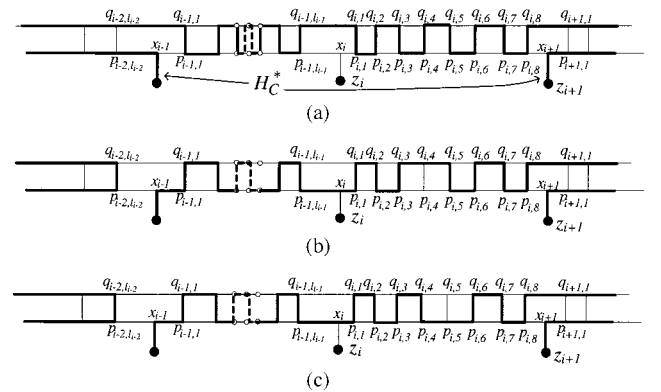 q_{i-2,l_{i-2}} q_{i-1,1} q_{i-1,l_{i-1}} q_{i,1} q_{i,2} q_{i,3} q_{i,4} q_{i,5} q_{i,6} q_{i,7} q_{i,8} q_{i+1,1}
x_{i-1} x_i x_{i+1}
p_{i-2,l_{i-2}} p_{i-1,1} p_{i-1,l_{i-1}} p_{i,1} p_{i,2} p_{i,3} p_{i,4} p_{i,5} p_{i,6} p_{i,7} p_{i,8} p_{i+1,1}
H_C^* z_i z_{i+1}
(a)
q_{i-2,l_{i-2}} q_{i-1,1} q_{i-1,l_{i-1}} q_{i,1} q_{i,2} q_{i,3} q_{i,4} q_{i,5} q_{i,6} q_{i,7} q_{i,8} q_{i+1,1}
x_{i-1} x_i x_{i+1}
p_{i-2,l_{i-2}} p_{i-1,1} p_{i-1,l_{i-1}} p_{i,1} p_{i,2} p_{i,3} p_{i,4} p_{i,5} p_{i,6} p_{i,7} p_{i,8} p_{i+1,1}
z_i z_{i+1}
(b)
q_{i-2,l_{i-2}} q_{i-1,1} q_{i-1,l_{i-1}} q_{i,1} q_{i,2} q_{i,3} q_{i,4} q_{i,5} q_{i,6} q_{i,7} q_{i,8} q_{i+1,1}
x_{i-1} x_i x_{i+1}
p_{i-2,l_{i-2}} p_{i-1,1} p_{i-1,l_{i-1}} p_{i,1} p_{i,2} p_{i,3} p_{i,4} p_{i,5} p_{i,6} p_{i,7} p_{i,8} p_{i+1,1}
z_i z_{i+1}
(c)